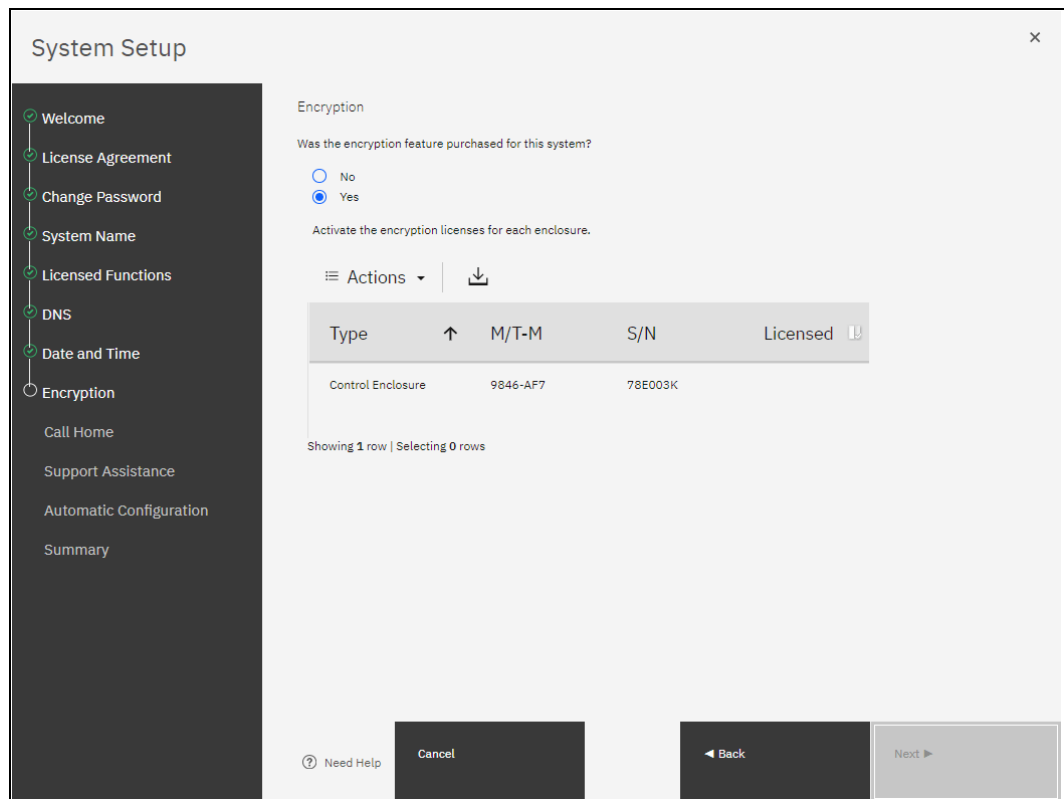 System Setup
Welcome
License Agreement
Change Password
System Name
Licensed Functions
DNS
Date and Time
Encryption
Call Home
Support Assistance
Automatic Configuration
Summary
Encryption
Was the encryption feature purchased for this system?
No
Yes
Activate the encryption licenses for each enclosure.
Actions
Type M/T-M S/N Licensed
Control Enclosure 9846-AF7 78E003K
Showing 1 row | Selecting 0 rows
Need Help Cancel Back Next